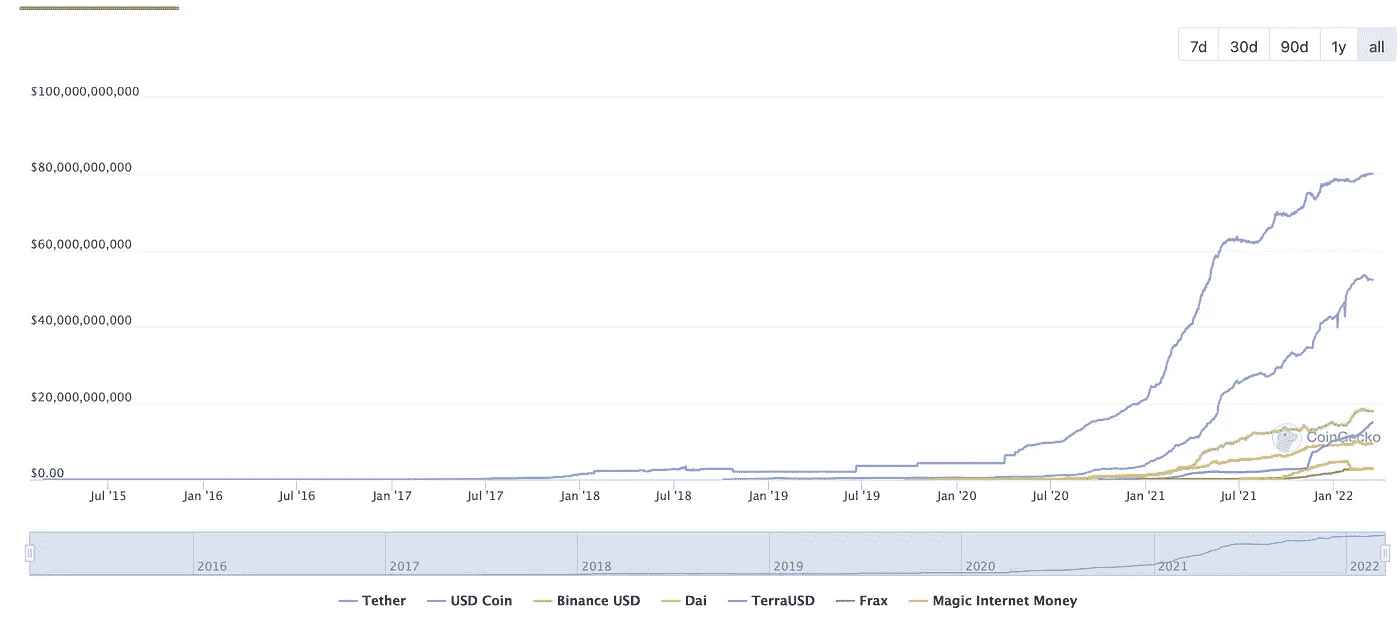 7d 30d 90d 1y all
$100,000,000,000
$80,000,000,000
$60,000,000,000
$40,000,000,000
$20,000,000,000
CoinGecko
$0.00
Jul '15 Jan '16 Jul '16 Jan '17 Jul '17 Jan '18 Jul '18 Jan '19 Jul '19 Jan '20 Jul '20 Jan '21 Jul '21 Jan '22
2016 2017 2018 2019 2020 2021 2022
Tether USD Coin Binance USD Dai TerraUSD Frax Magic Internet Money